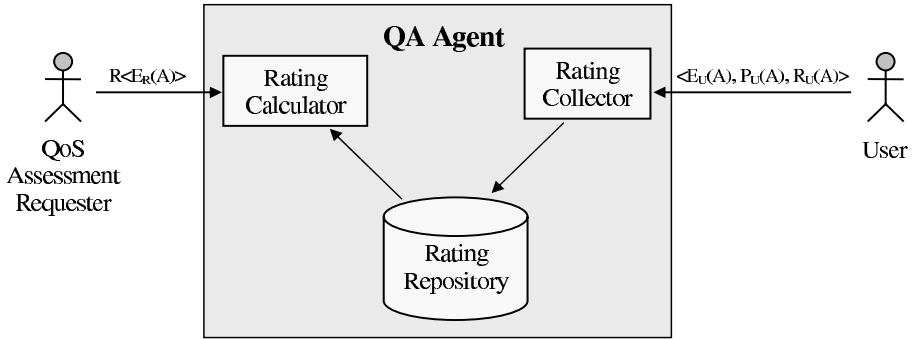 QA Agent
R<E_R(A)>
Rating
Calculator
Rating
Collector
<E_U(A), P_U(A), R_U(A)>
QoS
Assessment
Requester
User
Rating
Repository